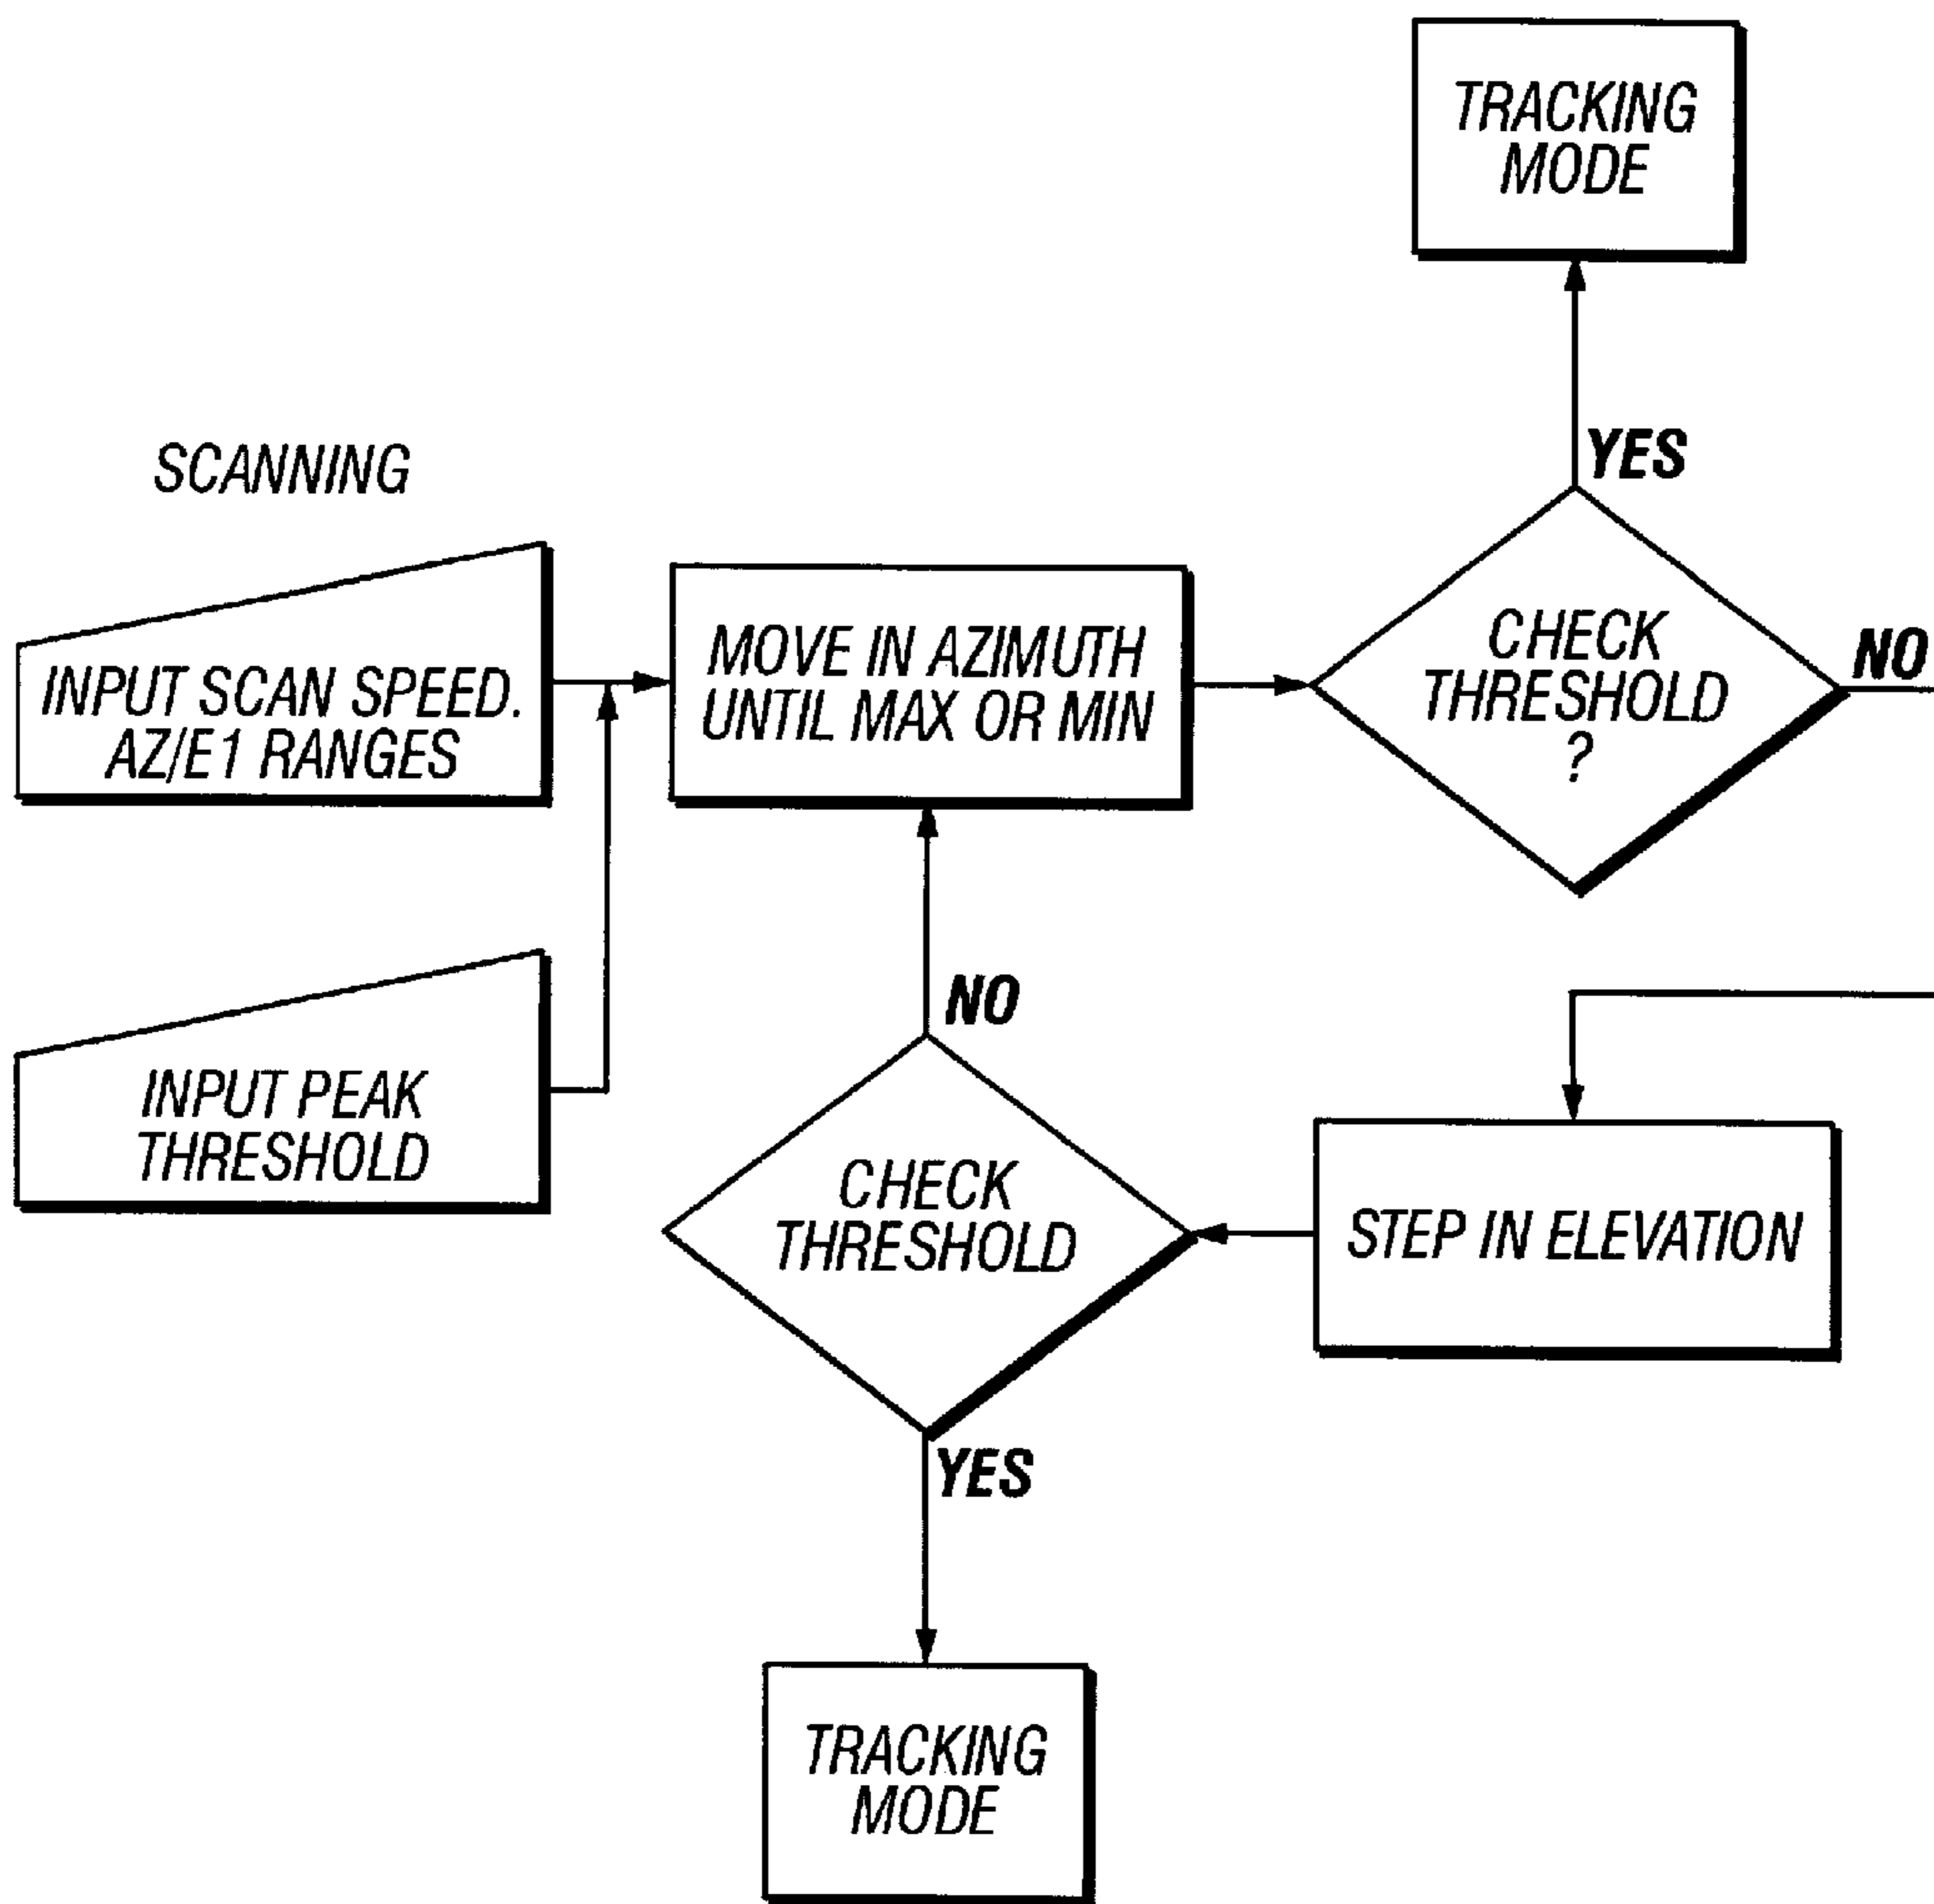 TRACKING
MODE
YES
SCANNING
INPUT SCAN SPEED.
AZ/E1 RANGES
MOVE IN AZIMUTH
UNTIL MAX OR MIN
CHECK
THRESHOLD
?
NO
INPUT PEAK
THRESHOLD
NO
CHECK
THRESHOLD
STEP IN ELEVATION
YES
TRACKING
MODE